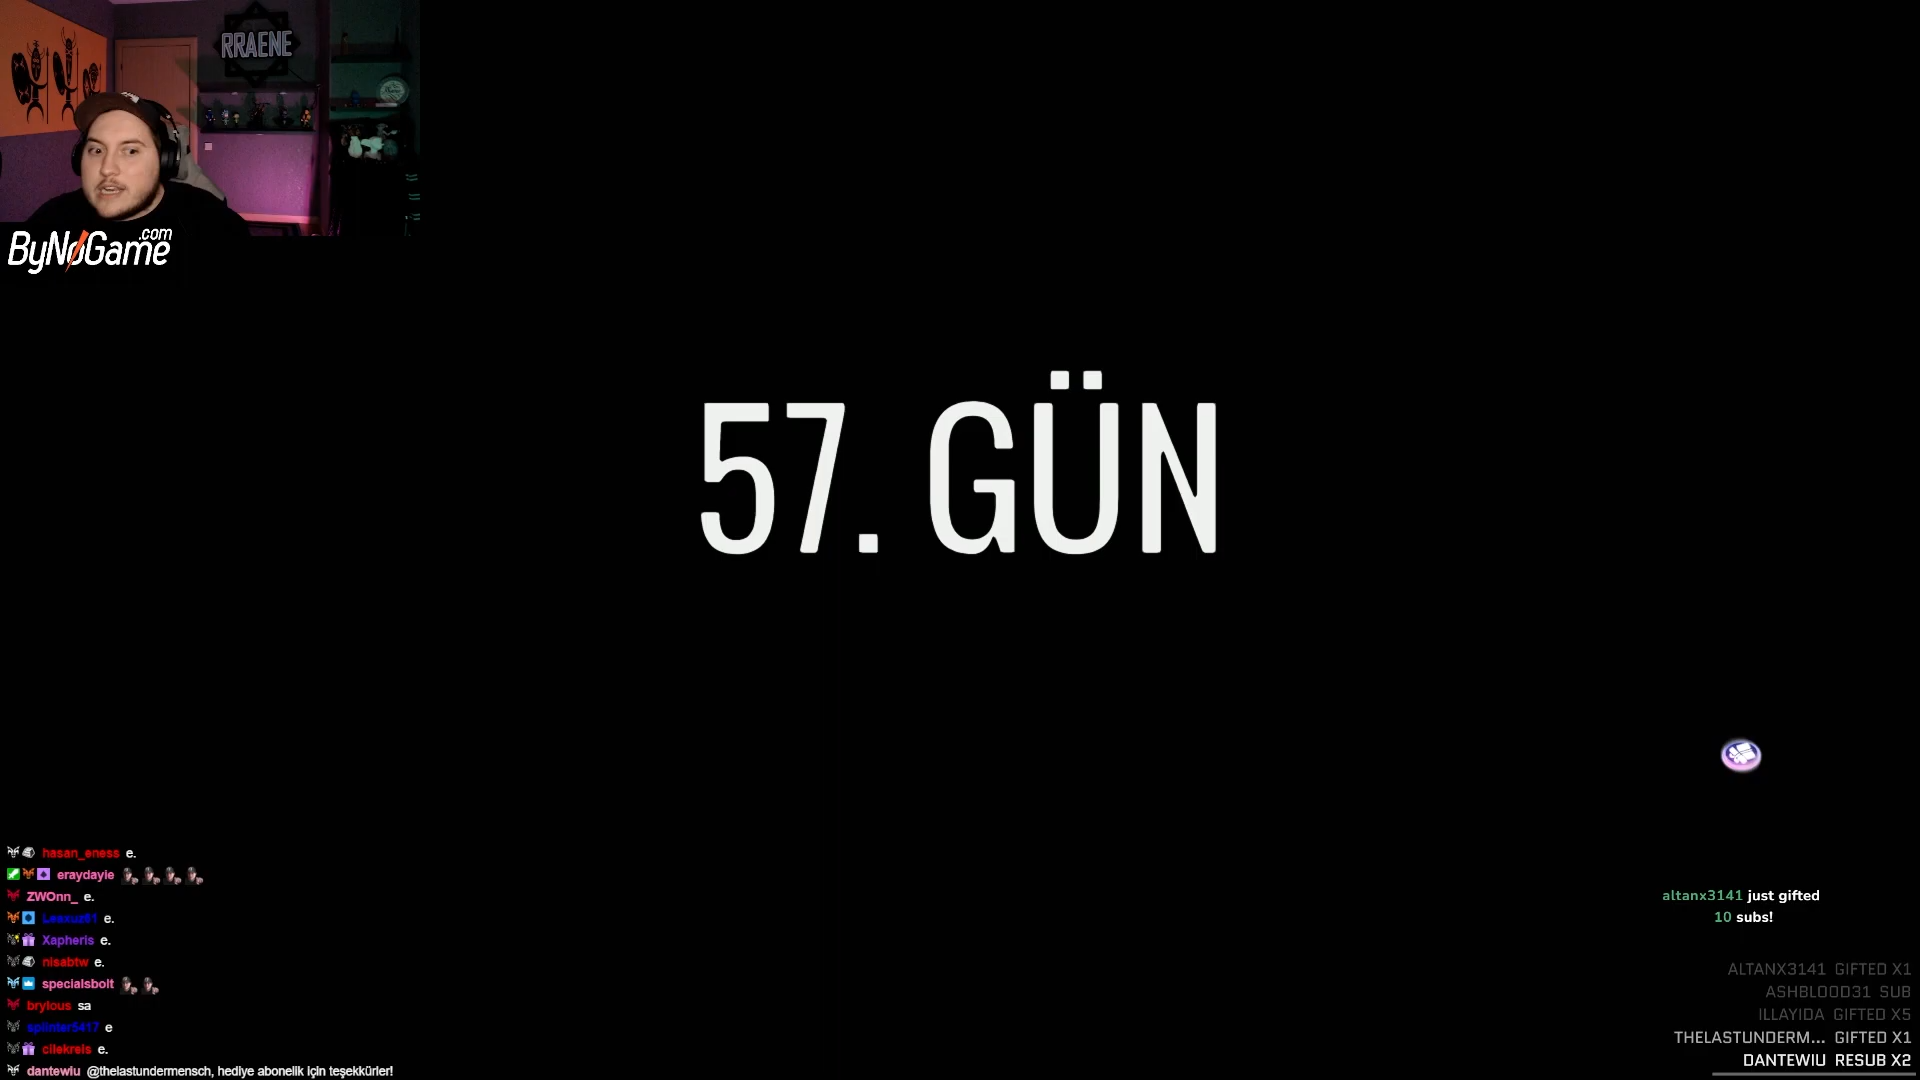 RRAENE
ByNoGame.com
57. GÜN
hasan_eness e.
eraydayie
ZWOnn_ e.
e.
Xapheris e.
nisabtw e.
specialsbolt
brylous sa
splinter5417 e
cilekreis e.
dantewiu @thelastundermensch, hediye abonelik için teşekkürler!
altanx3141 just gifted
10 subs!
ALTANX3141 GIFTED X1
ASHBLOOD31 SUB
ILLAYIDA GIFTED X5
THELASTUNDERM... GIFTED X1
DANTEWIU RESUB X2